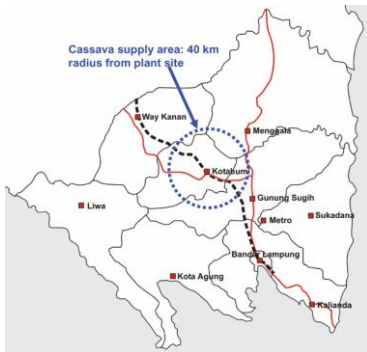 Cassava supply area: 40 km
radius from plant site
Way Kanan
Menggala
Kotabumi
Liwa
Gunung Sugih
Metro
Sukadana
Bandar Lampung
Kota Agung
Kalianda